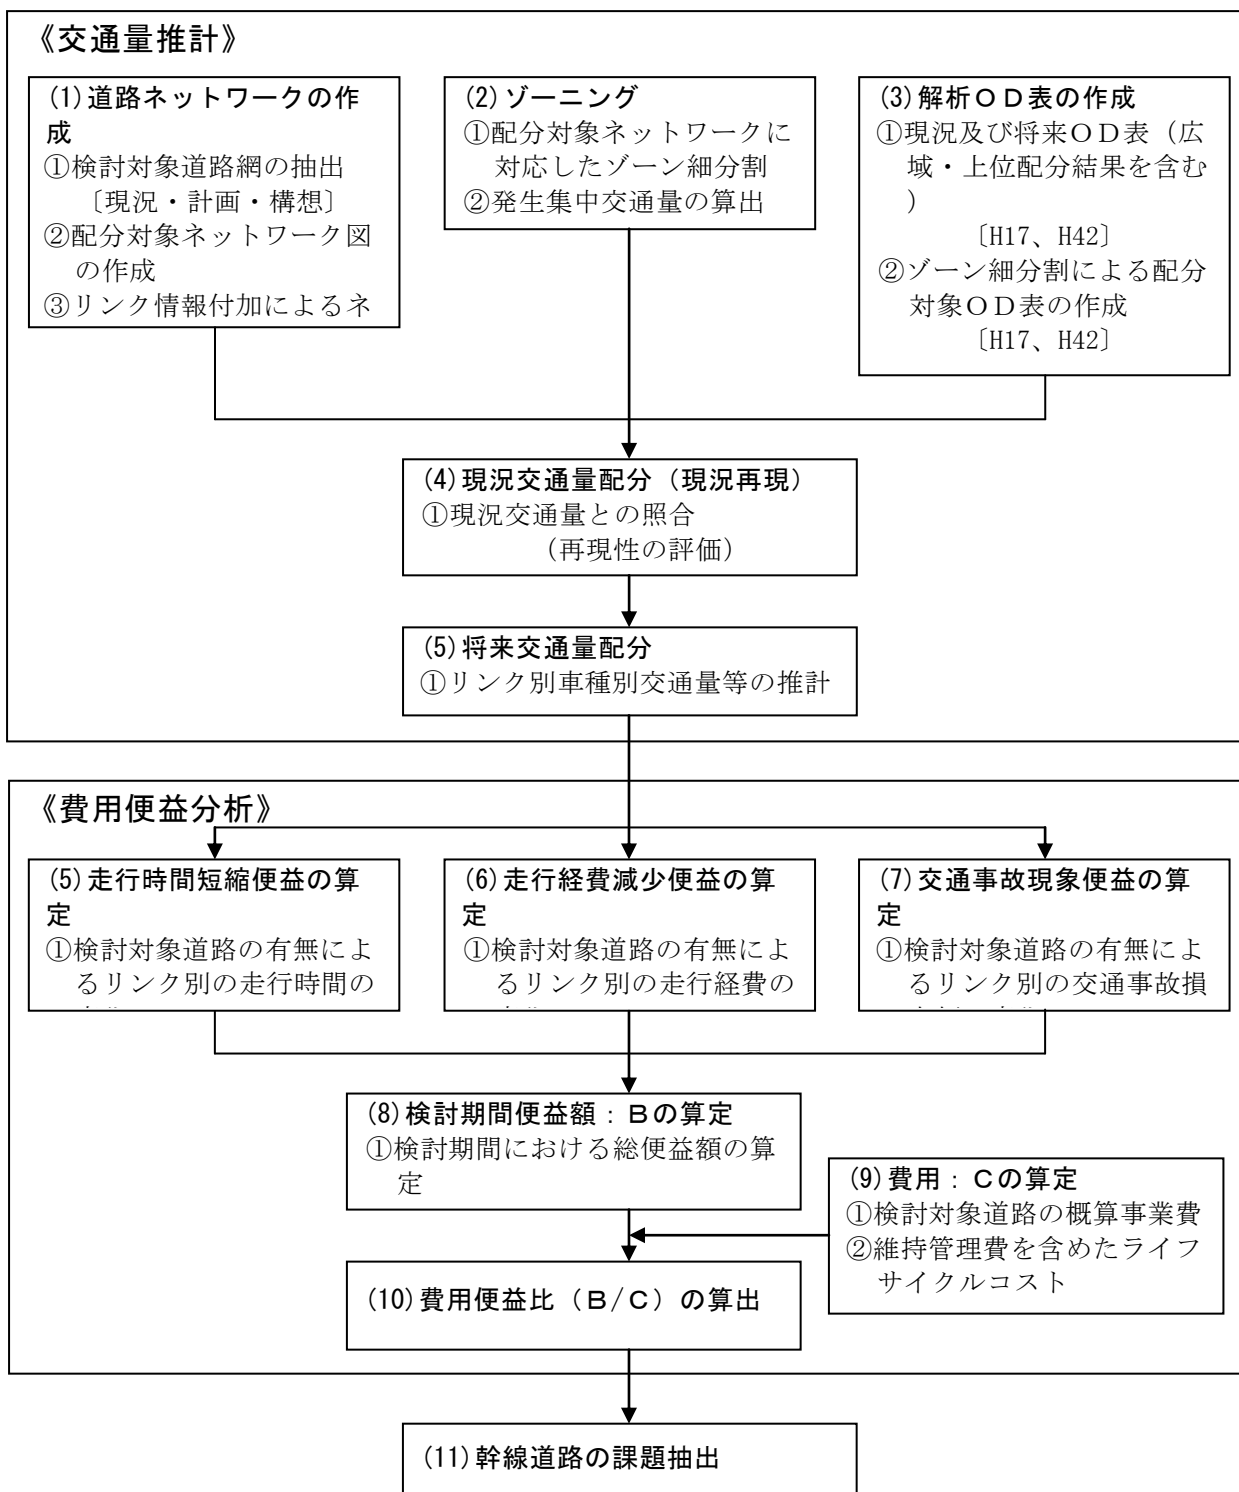 《交通量推計》
(1)道路ネットワークの作
成
①検討対象道路網の抽出
〔現況・計画・構想〕
②配分対象ネットワーク図
の作成
③リンク情報付加によるネ
(2)ゾーニング
①配分対象ネットワークに
対応したゾーン細分割
②発生集中交通量の算出
(3)解析ＯＤ表の作成
①現況及び将来ＯＤ表（広
域・上位配分結果を含む
）
〔H17、H42〕
②ゾーン細分割による配分
対象ＯＤ表の作成
〔H17、H42〕
(4)現況交通量配分（現況再現）
①現況交通量との照合
（再現性の評価）
(5)将来交通量配分
①リンク別車種別交通量等の推計
《費用便益分析》
(5)走行時間短縮便益の算
定
①検討対象道路の有無によ
るリンク別の走行時間の
(6)走行経費減少便益の算
定
①検討対象道路の有無によ
るリンク別の走行経費の
(7)交通事故現象便益の算
定
①検討対象道路の有無によ
るリンク別の交通事故損
(8)検討期間便益額：Ｂの算定
①検討期間における総便益額の算
定
(9)費用：Ｃの算定
①検討対象道路の概算事業費
②維持管理費を含めたライフ
サイクルコスト
(10)費用便益比（Ｂ/Ｃ）の算出
(11)幹線道路の課題抽出